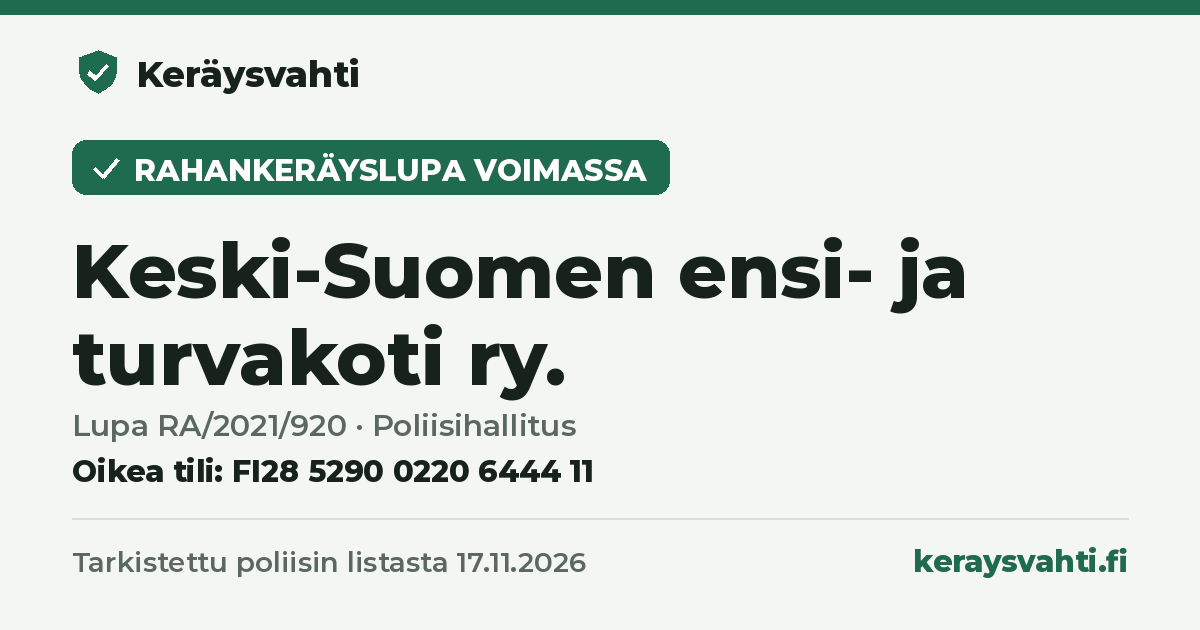 Keräysvahti
RAHANKERÄYSLUPA VOIMASSA
Keski-Suomen ensi- ja
turvakoti ry.
Lupa RA/2021/920 · Poliisihallitus
Oikea tili: FI28 5290 0220 6444 11
Tarkistettu poliisin listasta 17.11.2026
keraysvahti.fi